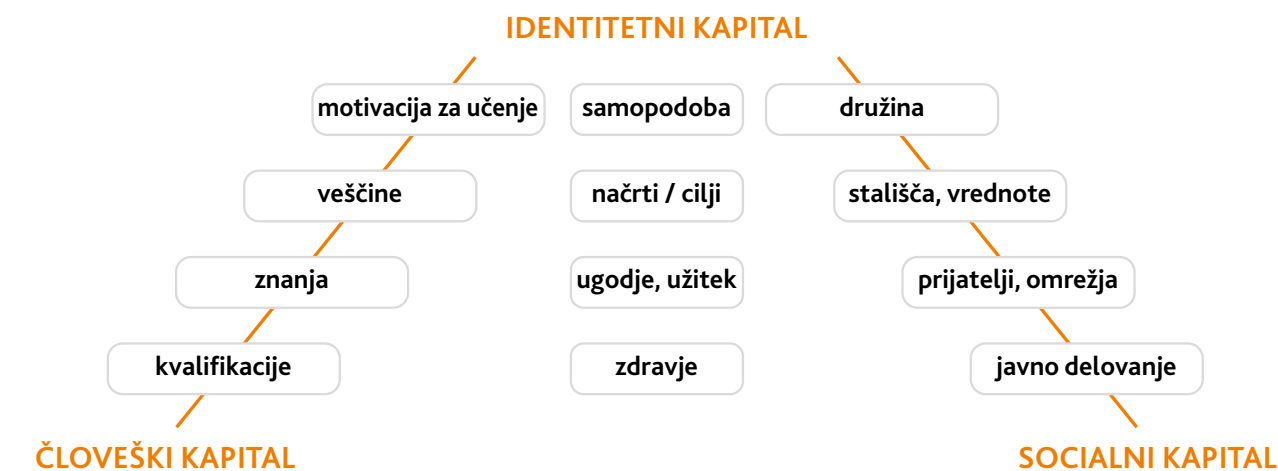 IDENTITETNI KAPITAL
motivacija za učenje
samopodoba
družina
veščine
načrti / cilji
stališča, vrednote
znanja
ugodje, užitek
prijatelji, omrežja
kvalifikacije
zdravje
javno delovanje
ČLOVEŠKI KAPITAL
SOCIALNI KAPITAL